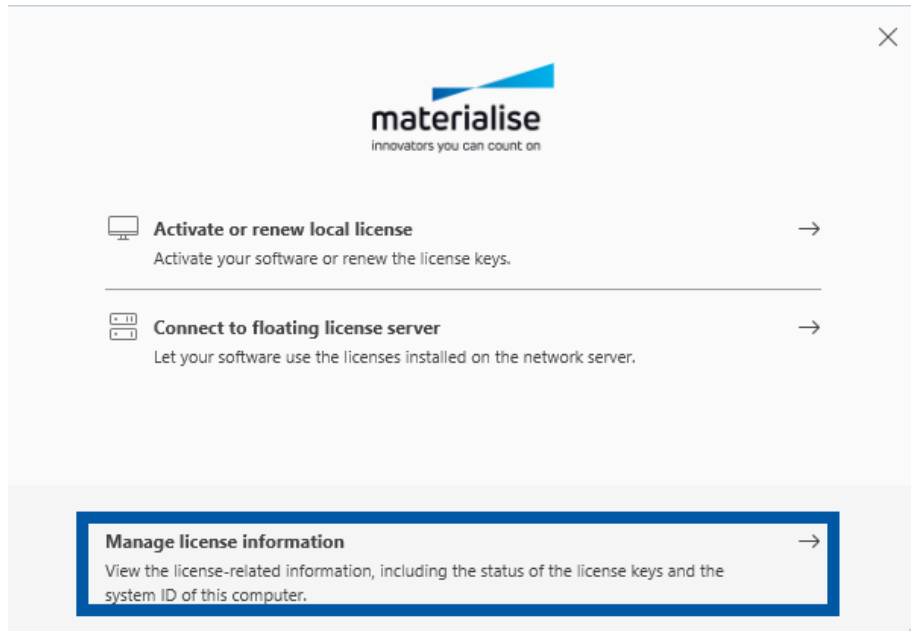 materialise
innovators you can count on
Activate or renew local license
Activate your software or renew the license keys.
Connect to floating license server
Let your software use the licenses installed on the network server.
Manage license information
View the license-related information, including the status of the license keys and the
system ID of this computer.